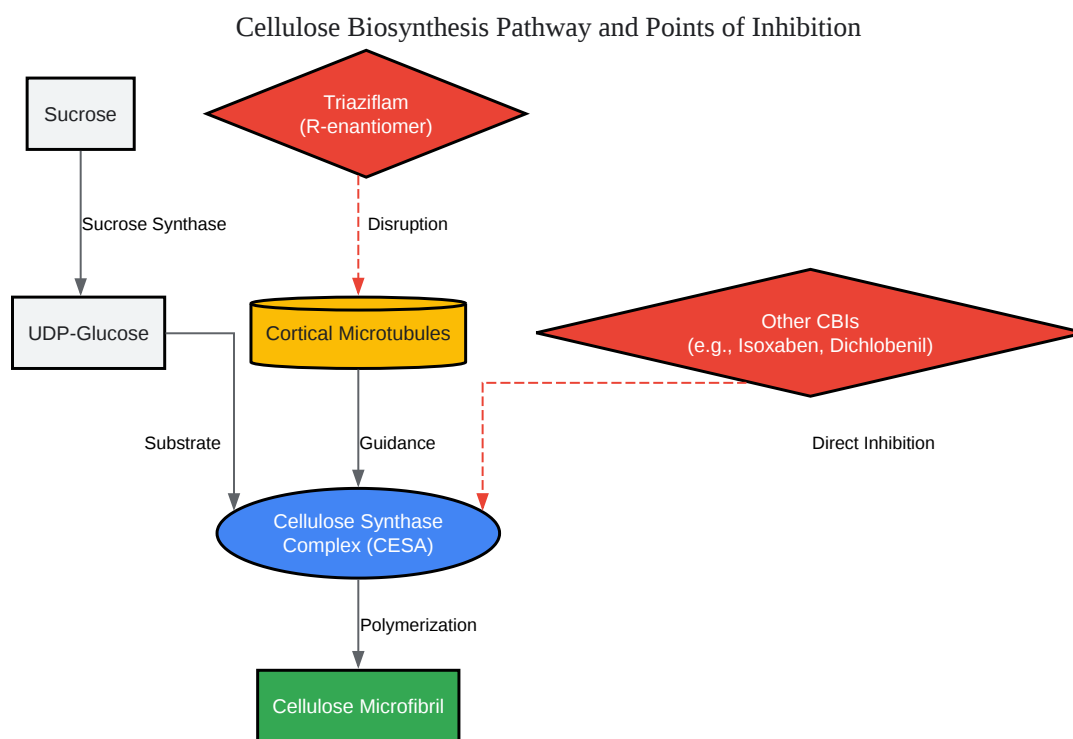 Cellulose Biosynthesis Pathway and Points of Inhibition
Sucrose
Triaziflam
(R-enantiomer)
Sucrose Synthase
Disruption
UDP-Glucose
Cortical Microtubules
Other CBIs
(e.g., Isoxaben, Dichlobenil)
Substrate
Guidance
Direct Inhibition
Cellulose Synthase
Complex (CESA)
Polymerization
Cellulose Microfibril